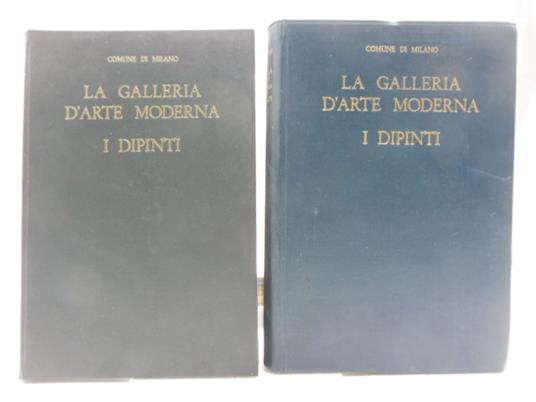 COMUNE DI MILANO
LA GALLERIA
D'ARTE MODERNA
I DIPINTI
COMUNE DI MILANO
LA GALLERIA
D'ARTE MODERNA
I DIPINTI